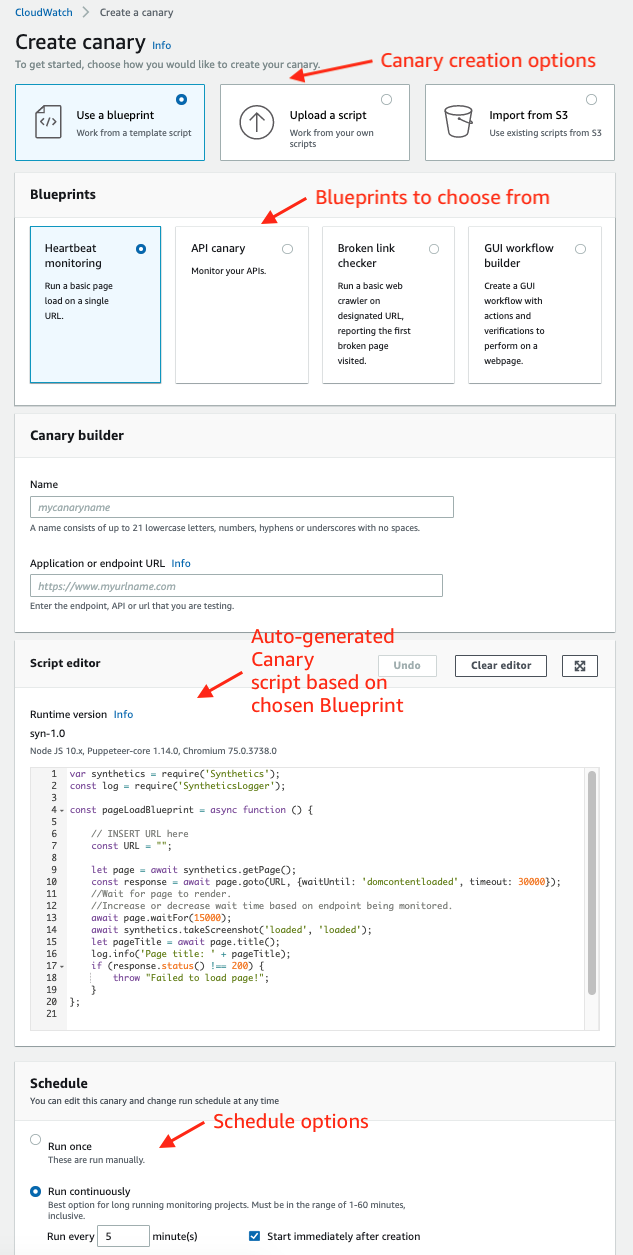 CloudWatch > Create a canary
Create canary Info
To get started, choose how you would like to create your canary.
Canary creation options
Use a blueprint
Work from a template script
Upload a script
Work from your own
scripts
Import from S3
Use existing scripts from S3
Blueprints
Blueprints to choose from
Heartbeat
monitoring
Run a basic page
load on a single
URL.
API canary
Monitor your APIs.
Broken link
checker
Run a basic web
crawler on
designated URL,
reporting the first
broken page
visited.
GUI workflow
builder
Create a GUI
workflow with
actions and
verifications to
perform on a
webpage.
Canary builder
Name
mycanaryname
A name consists of up to 21 lowercase letters, numbers, hyphens or underscores with no spaces.
Application or endpoint URL Info
https://www.myurlname.com
Enter the endpoint, API or url that you are testing.
Script editor
Auto-generated
Canary
script based on
chosen Blueprint
Undo
Clear editor
Runtime version Info
syn-1.0
Node JS 10.x, Puppeteer-core 1.14.0, Chromium 75.0.3738.0
1 var synthetics = require('Synthetics');
2 const log = require('SyntheticsLogger');
3
4 const pageLoadBlueprint = async function () {
5
6 // INSERT URL here
7 const URL = "";
8
9 let page = await synthetics.getPage();
10 const response = await page.goto(URL, {waitUntil: 'domcontentloaded', timeout: 30000});
11 //Wait for page to render.
12 //Increase or decrease wait time based on endpoint being monitored.
13 await page.waitFor(15000);
14 await synthetics.takeScreenshot('loaded', 'loaded');
15 let pageTitle = await page.title();
16 log.info('Page title: ' + pageTitle);
17 if (response.status() !== 200) {
18 throw "Failed to load page!";
19 }
20 };
21
Schedule
You can edit this canary and change run schedule at any time
Schedule options
Run once
These are run manually.
Run continuously
Best option for long running monitoring projects. Must be in the range of 1-60 minutes,
inclusive.
Run every 5 minute(s)
Start immediately after creation